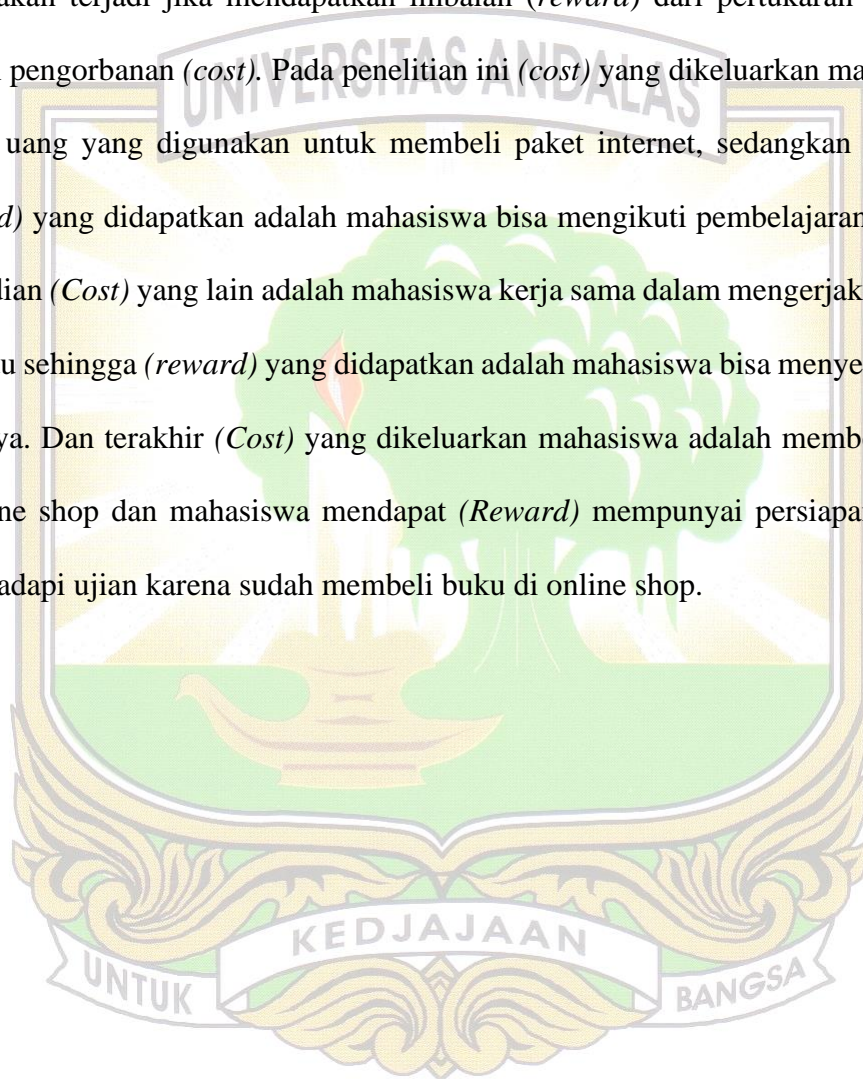 akan terjadi jika mendapatkan imbalan (reward) dari pertukaran
pengorbanan (cost). Pada penelitian ini (cost) yang dikeluarkan ma
UNIVERSITAS ANDALAS
uang yang digunakan untuk membeli paket internet, sedangkan
d) yang didapatkan adalah mahasiswa bisa mengikuti pembelajaran
dian (Cost) yang lain adalah mahasiswa kerja sama dalam mengerjak
u sehingga (reward) yang didapatkan adalah mahasiswa bisa menye
ya. Dan terakhir (Cost) yang dikeluarkan mahasiswa adalah memb
ne shop dan mahasiswa mendapat (Reward) mempunyai persiapa
adapi ujian karena sudah membeli buku di online shop.
KEDJAJAAN
UNTUK
BANGSA